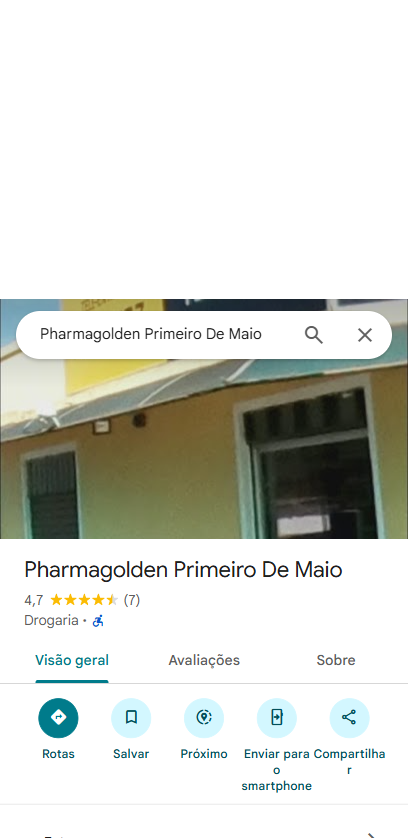 Pharmagolden Primeiro De Maio
Pharmagolden Primeiro De Maio
4,7 (7)
Drogaria ·
Visão geral Avaliações Sobre
Rotas Salvar Próximo Enviar para o smartphone Compartilhar